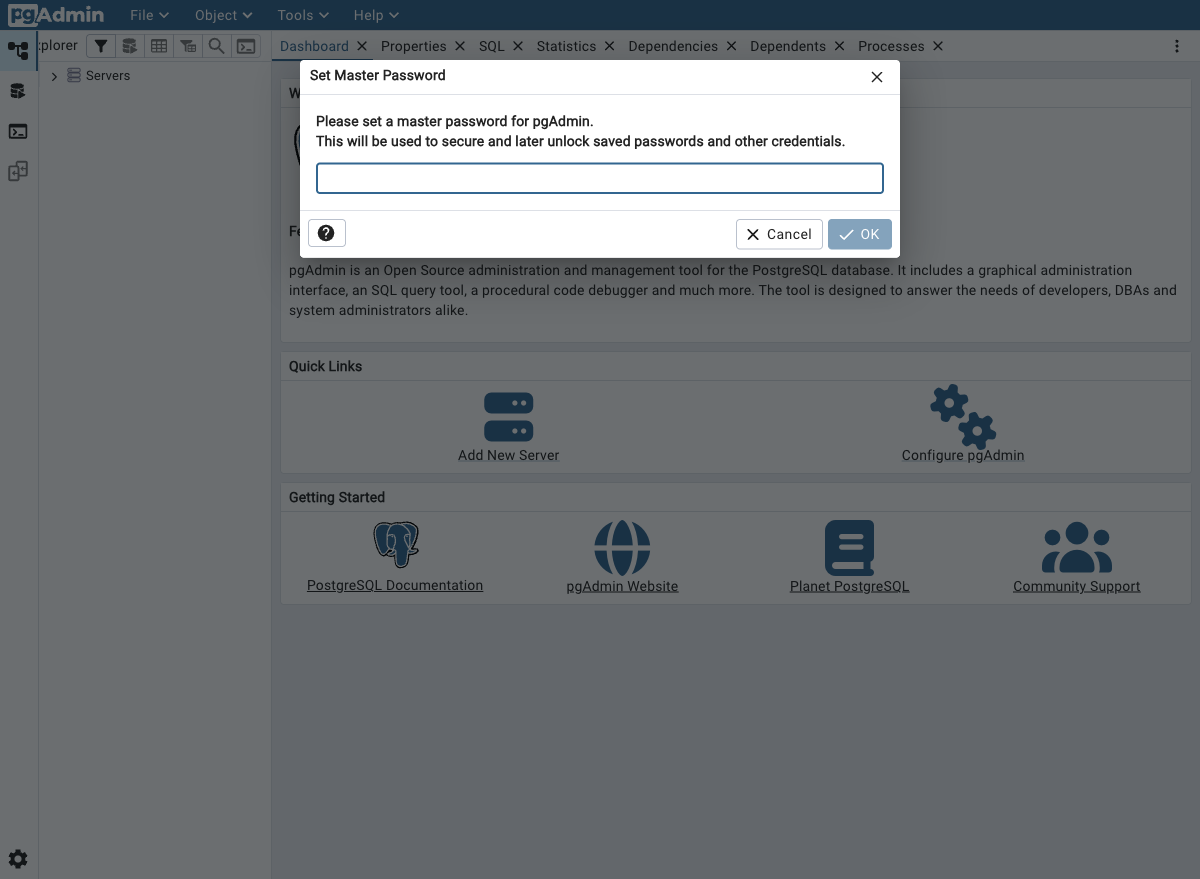 pgAdmin File Object Tools Help
plorer Dashboard Properties SQL Statistics Dependencies Dependents Processes
Servers
Set Master Password
Please set a master password for pgAdmin.
This will be used to secure and later unlock saved passwords and other credentials.
Cancel OK
pgAdmin is an Open Source administration and management tool for the PostgreSQL database. It includes a graphical administration
interface, an SQL query tool, a procedural code debugger and much more. The tool is designed to answer the needs of developers, DBAs and
system administrators alike.
Quick Links
Add New Server Configure pgAdmin
Getting Started
PostgreSQL Documentation pgAdmin Website Planet PostgreSQL Community Support